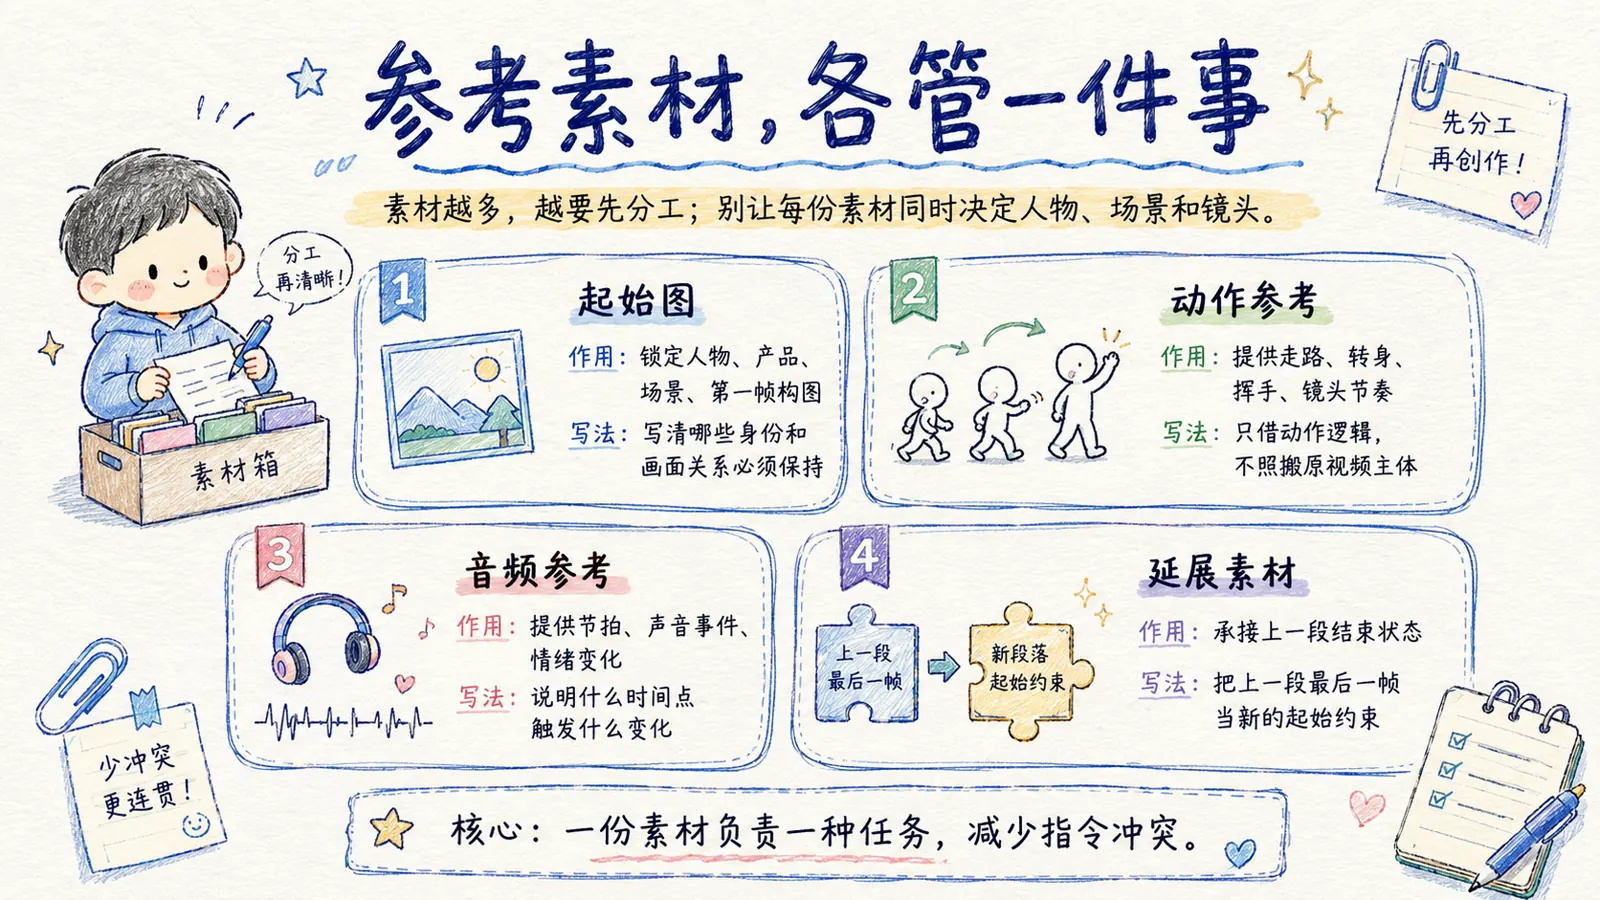 参考素材，各管一件事
素材越多，越要先分工；别让每份素材同时决定人物、场景和镜头。
先分工
再创作！
分工
再清晰！
素材箱
1
起始图
作用：锁定人物、产品、
场景、第一帧构图
写法：写清哪些身份和
画面关系必须保持
2
动作参考
作用：提供走路、转身、
挥手、镜头节奏
写法：只借动作逻辑，
不照搬原视频主体
3
音频参考
作用：提供节拍、声音事件、
情绪变化
写法：说明什么时间点
触发什么变化
4
延展素材
上一段
最后一帧
新段落
起始约束
作用：承接上一段结束状态
写法：把上一段最后一帧
当新的起始约束
少冲突
更连贯！
核心：一份素材负责一种任务，减少指令冲突。